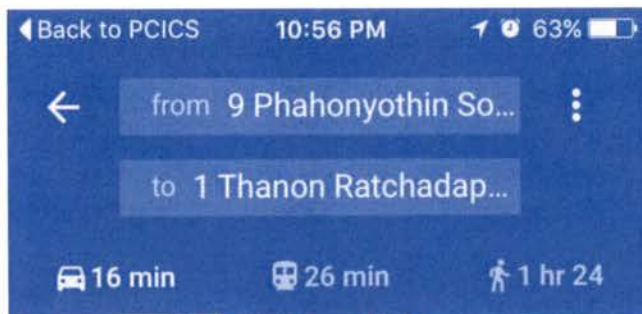 Back to PCICS 10:56 PM 63%
from 9 Phahonyothin So...
to 1 Thanon Ratchadap...
16 min 26 min 1 hr 24